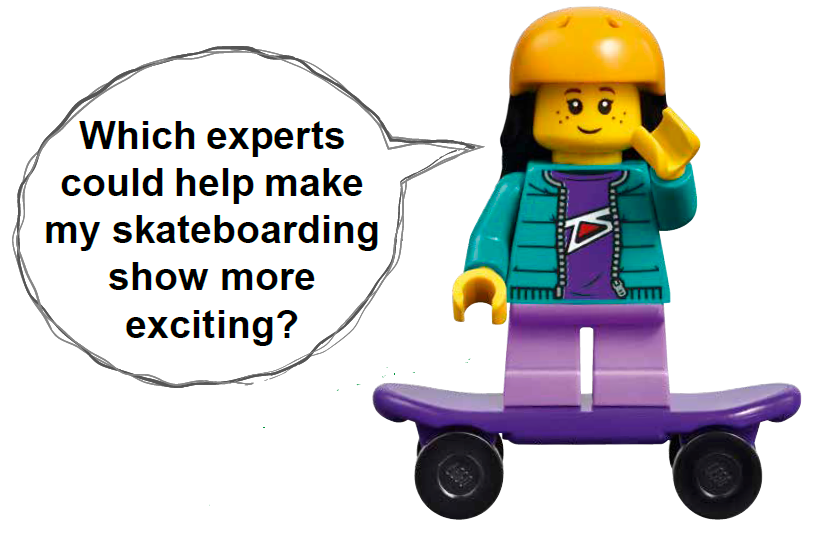 Which experts
could help make
my skateboarding
show more
exciting?